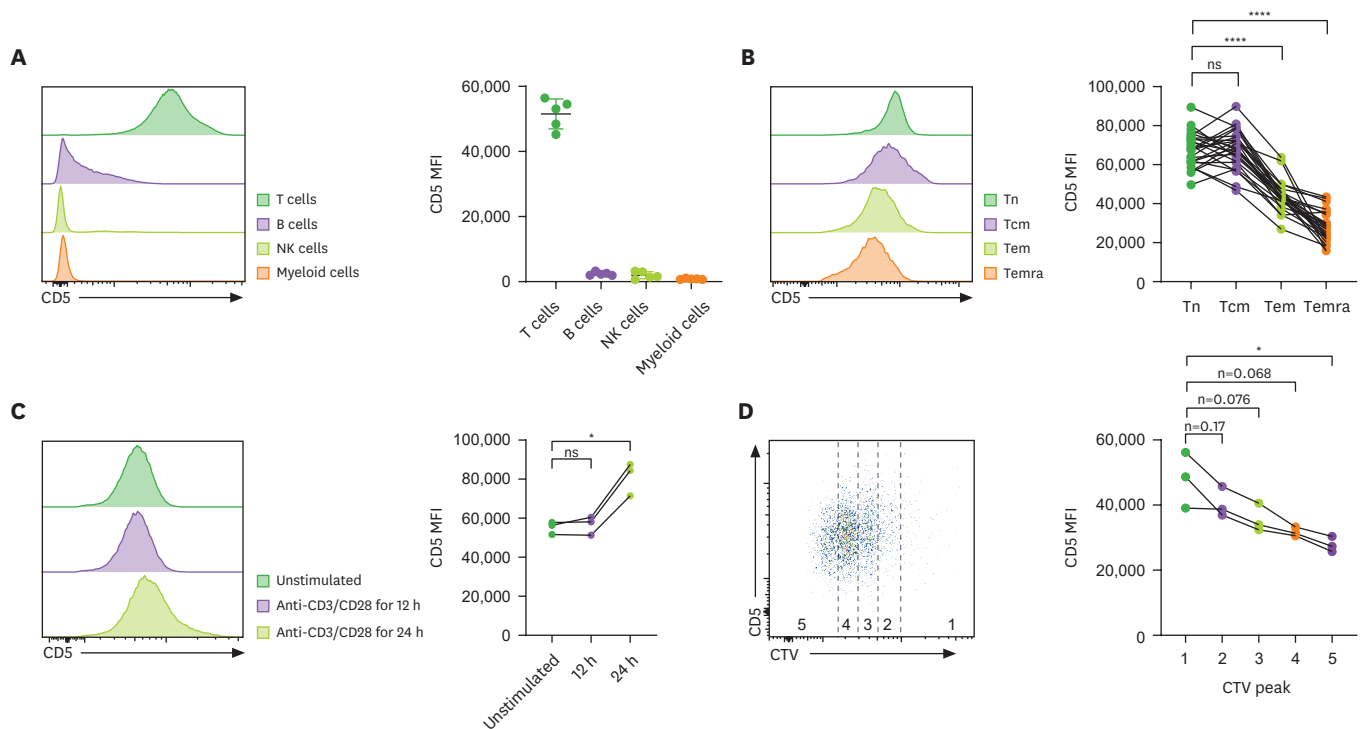 A
T cells
B cells
NK cells
Myeloid cells
CD5
CD5 MFI
60,000
40,000
20,000
0
T cells
B cells
NK cells
Myeloid cells
B
Tn
Tcm
Tem
Temra
CD5
CD5 MFI
****
****
ns
100,000
80,000
60,000
40,000
20,000
0
Tn
Tcm
Tem
Temra
C
Unstimulated
Anti-CD3/CD28 for 12 h
Anti-CD3/CD28 for 24 h
CD5
CD5 MFI
*
ns
100,000
80,000
60,000
40,000
20,000
0
Unstimulated
12 h
24 h
D
CD5
5
4
3
2
1
CTV
CD5 MFI
*
n=0.068
n=0.076
n=0.17
60,000
40,000
20,000
0
1
2
3
4
5
CTV peak